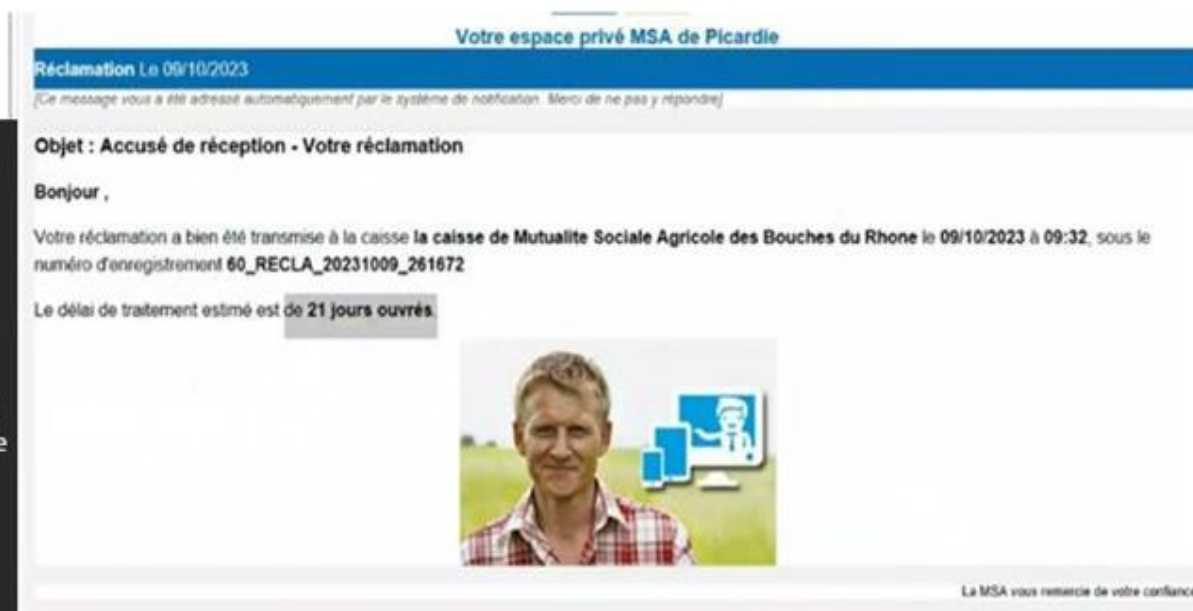 Votre espace privé MSA de Picardie
Réclamation Le 09/10/2023
[Ce message vous a été adressé automatiquement par le système de notification. Merci de ne pas y répondre]
Objet : Accusé de réception - Votre réclamation
Bonjour ,
Votre réclamation a bien été transmise à la caisse la caisse de Mutualite Sociale Agricole des Bouches du Rhone le 09/10/2023 à 09:32, sous le
numéro d'enregistrement 60_RECLA_20231009_261672
Le délai de traitement estimé est de 21 jours ouvrés.
e
La MSA vous remercie de votre confiance